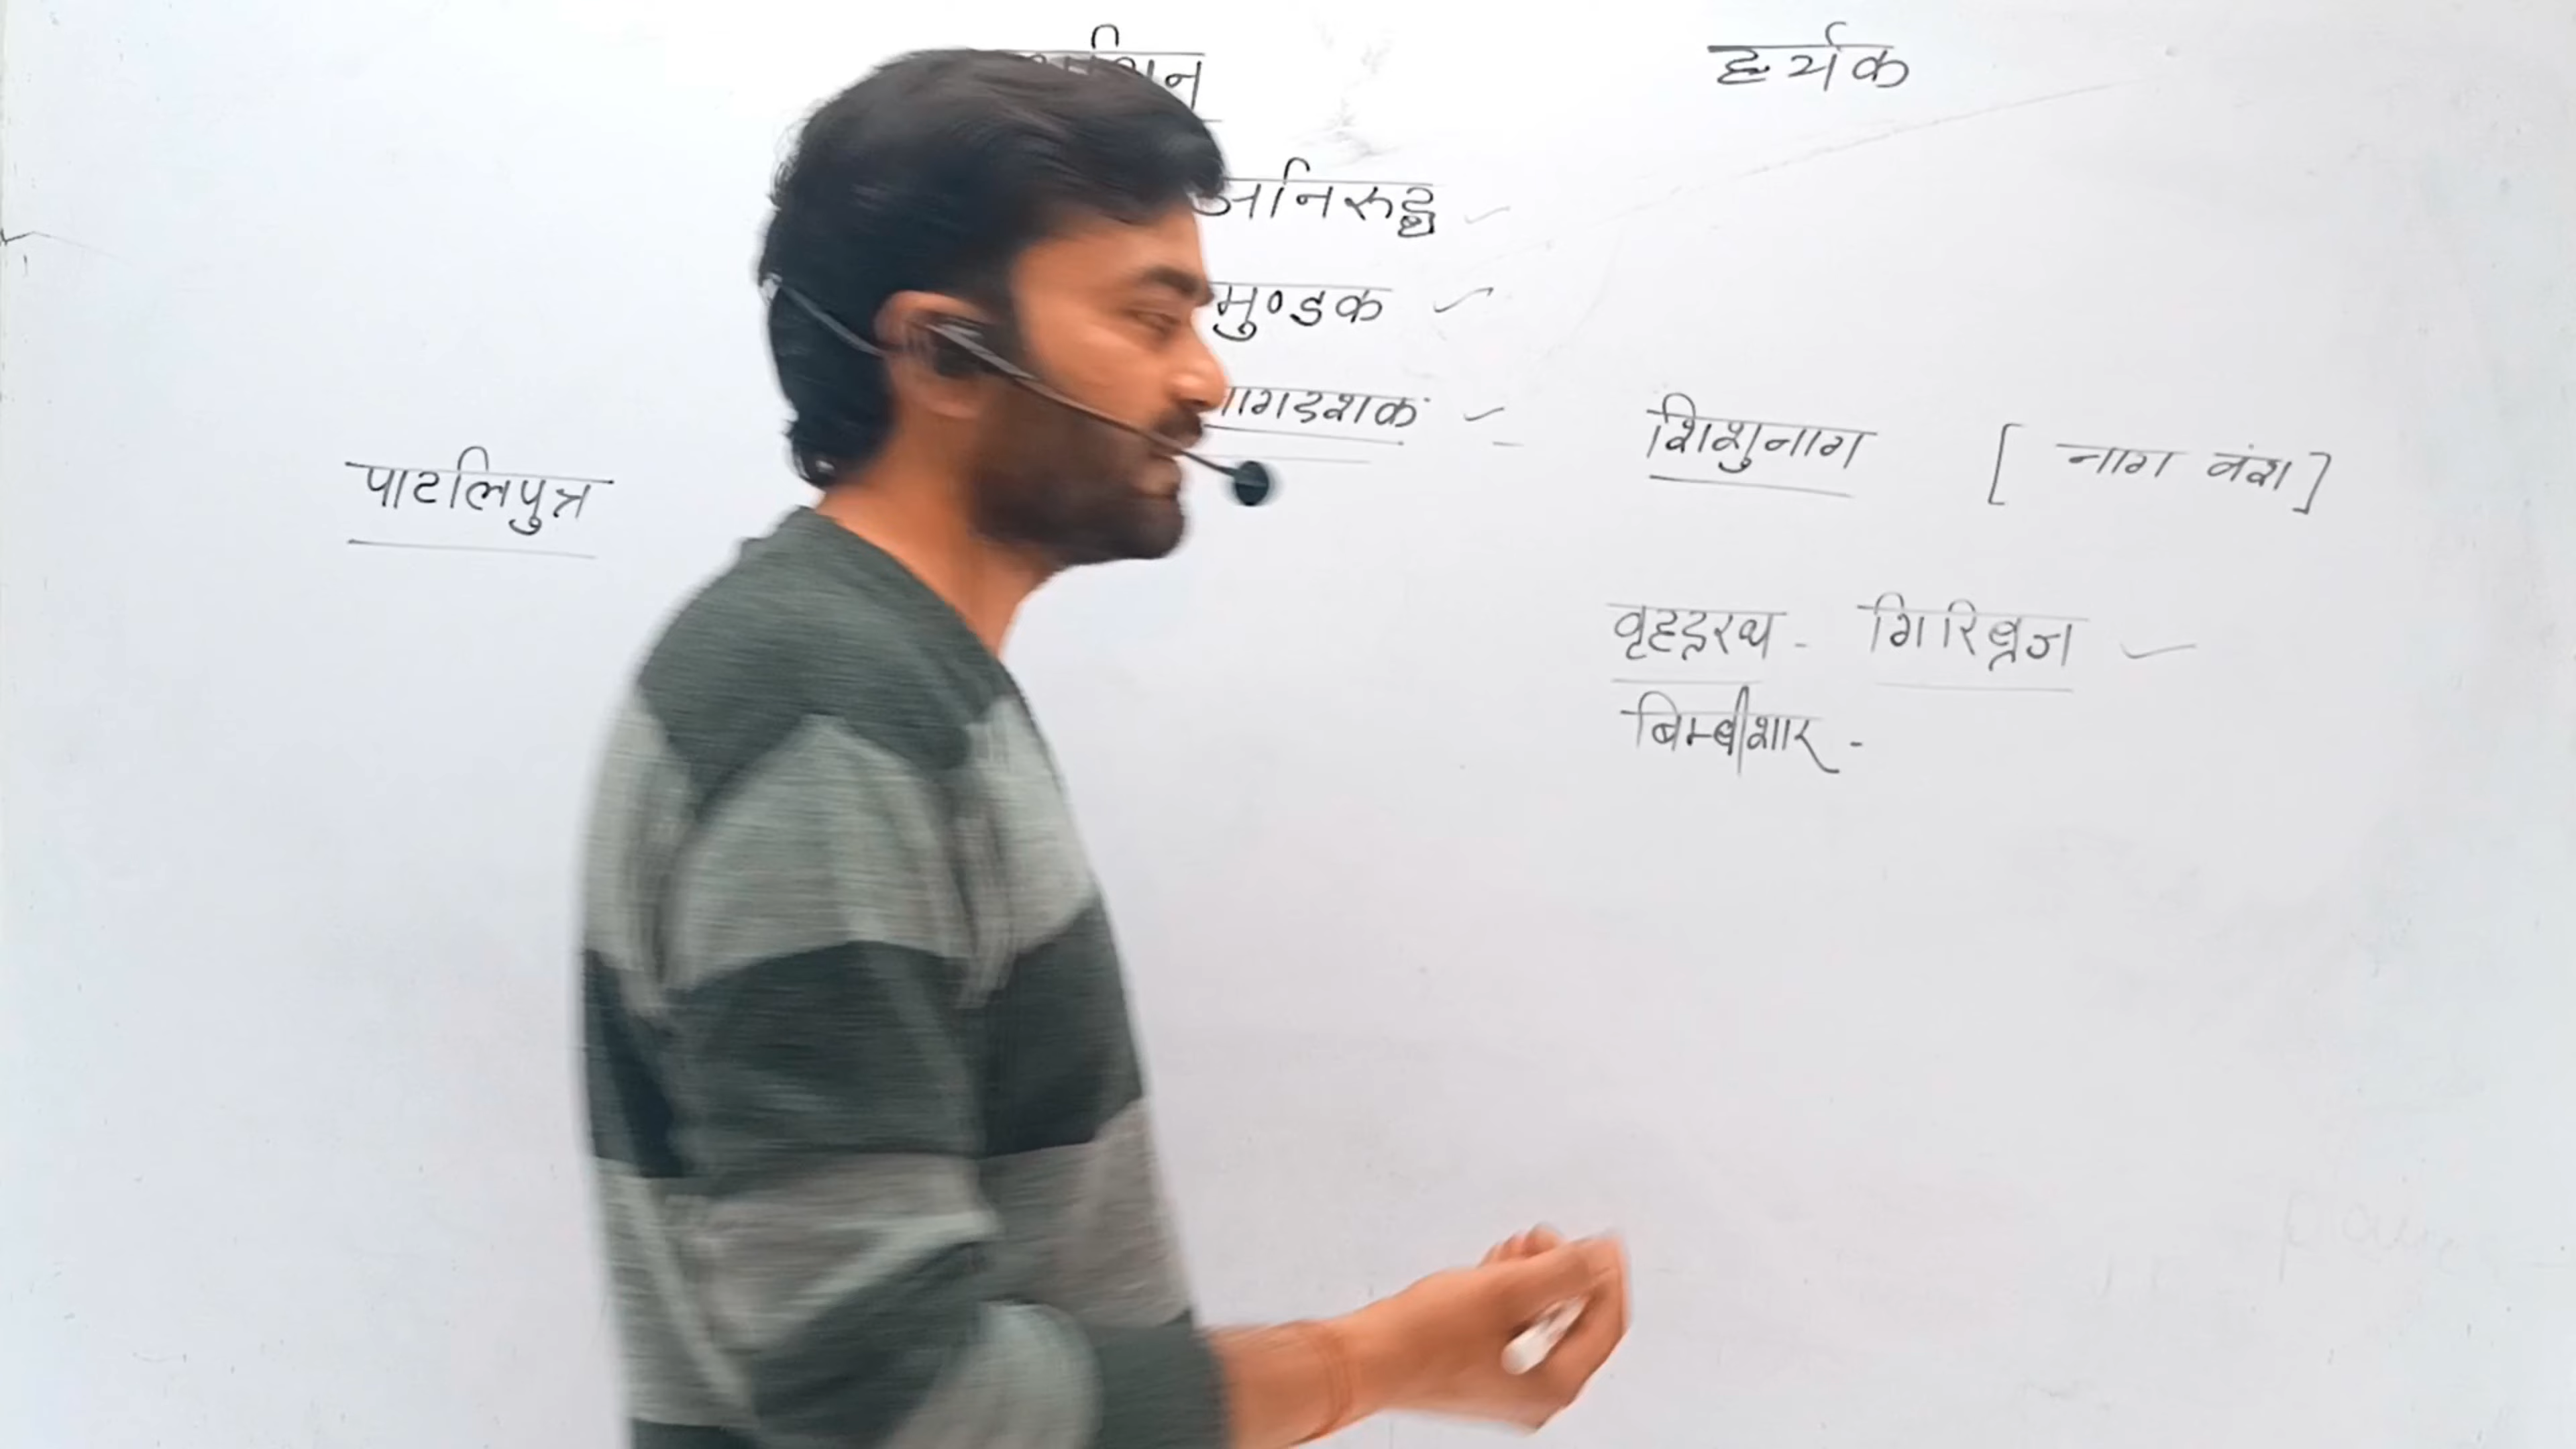 हर्यक
अनिरुद्ध
मुण्डक
पाटलिपुत्र
शिशुनाग [ नाग वंश ]
वृहद्रथ - गिरिब्रज
बिम्बीशार -